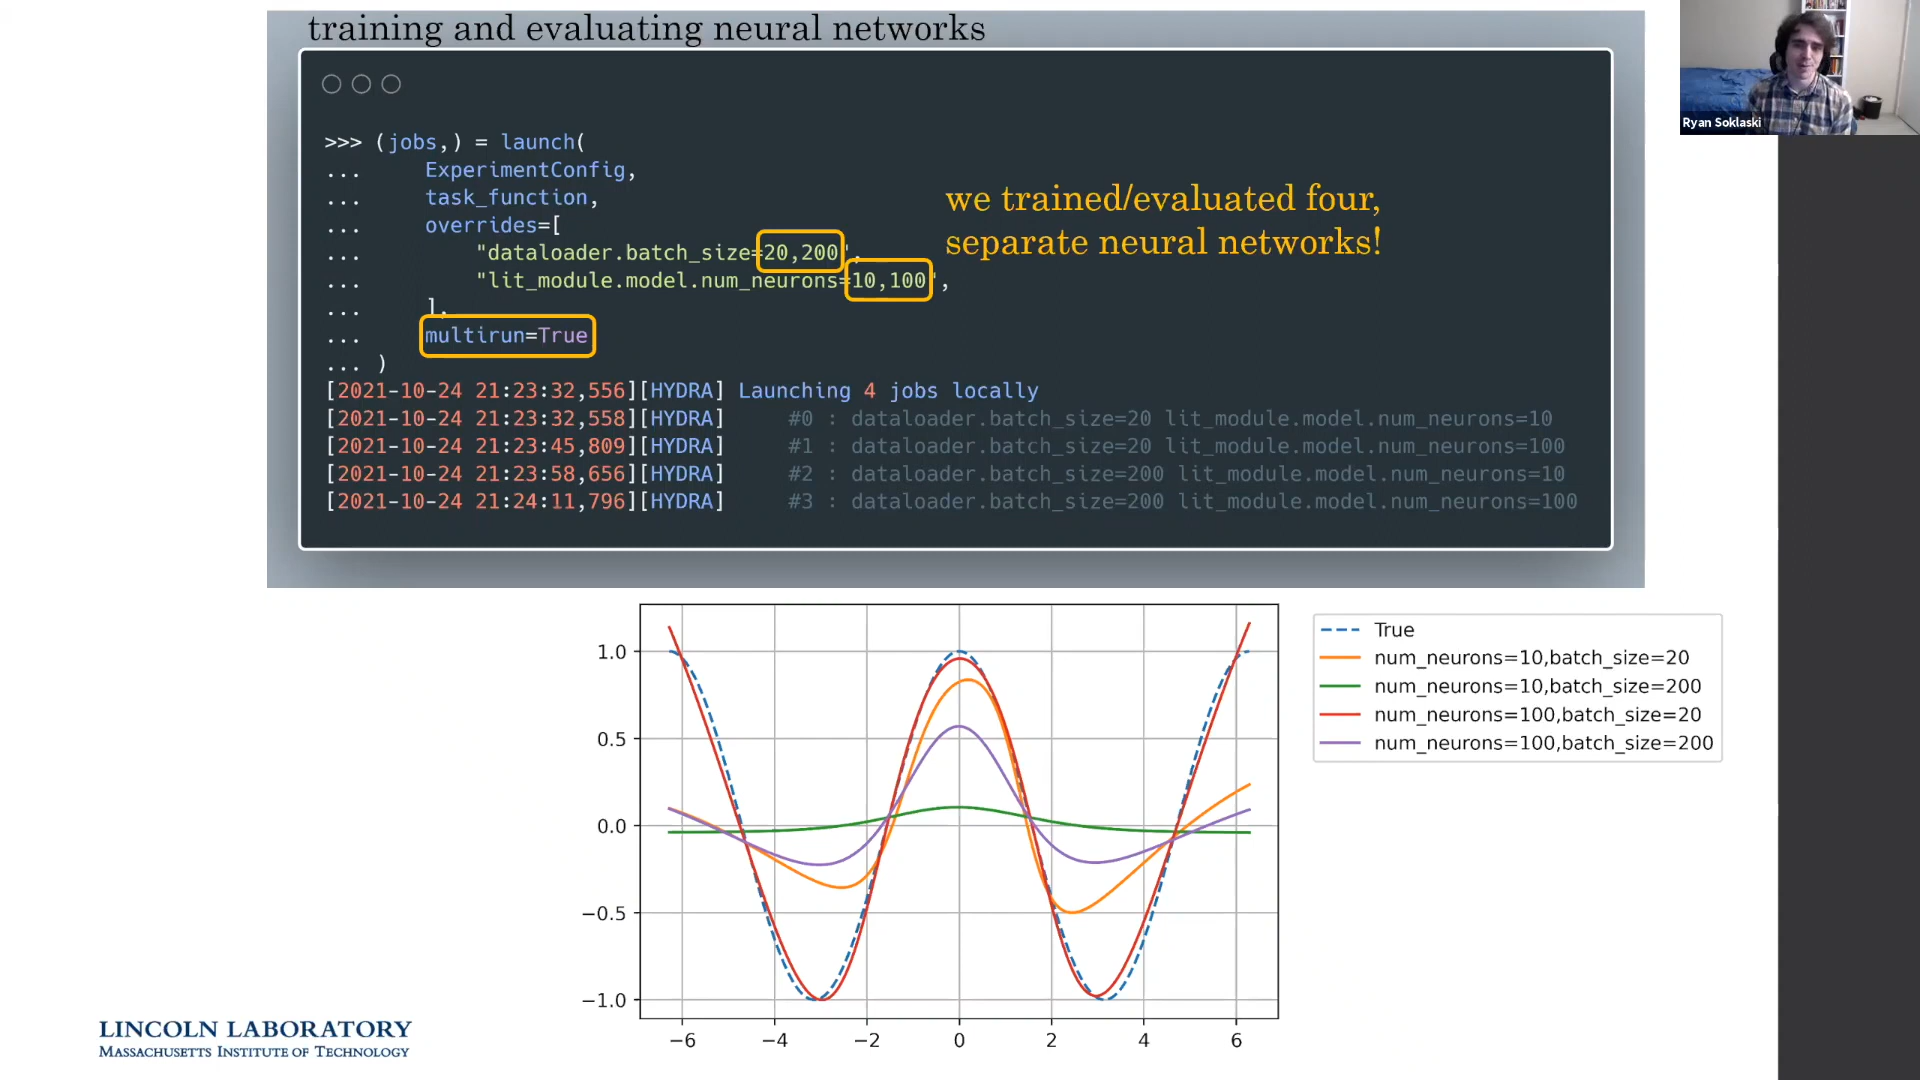 training and evaluating neural networks
>>> (jobs,) = launch(
... ExperimentConfig,
... task_function,
... overrides=[
... "dataloader.batch_size=20,200",
... "lit_module.model.num_neurons=10,100",
... ],
... multirun=True
... )
we trained/evaluated four,
separate neural networks!
[2021-10-24 21:23:32,556][HYDRA] Launching 4 jobs locally
[2021-10-24 21:23:32,558][HYDRA] #0 : dataloader.batch_size=20 lit_module.model.num_neurons=10
[2021-10-24 21:23:45,809][HYDRA] #1 : dataloader.batch_size=20 lit_module.model.num_neurons=100
[2021-10-24 21:23:58,656][HYDRA] #2 : dataloader.batch_size=200 lit_module.model.num_neurons=10
[2021-10-24 21:24:11,796][HYDRA] #3 : dataloader.batch_size=200 lit_module.model.num_neurons=100
Ryan Soklaski
1.0
0.5
0.0
−0.5
−1.0
−6 −4 −2 0 2 4 6
True
num_neurons=10,batch_size=20
num_neurons=10,batch_size=200
num_neurons=100,batch_size=20
num_neurons=100,batch_size=200
LINCOLN LABORATORY
MASSACHUSETTS INSTITUTE OF TECHNOLOGY